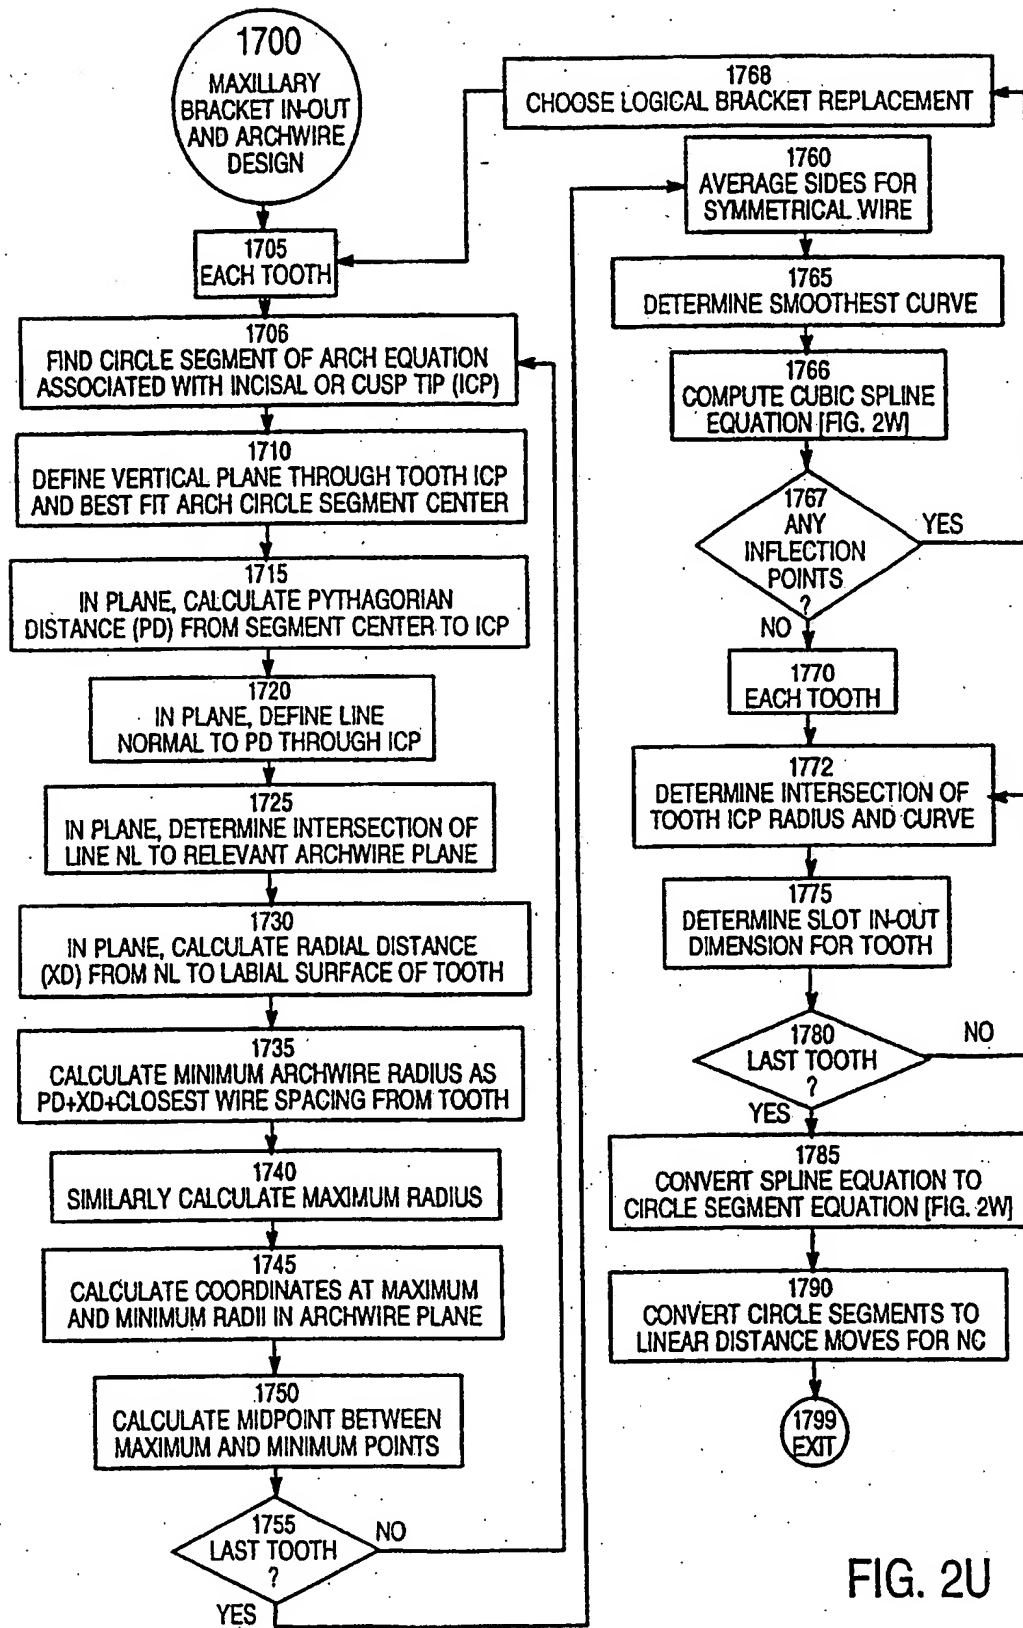 1700
MAXILLARY
BRACKET IN-OUT
AND ARCHWIRE
DESIGN
1705
EACH TOOTH
1706
FIND CIRCLE SEGMENT OF ARCH EQUATION
ASSOCIATED WITH INCISAL OR CUSP TIP (ICP)
1710
DEFINE VERTICAL PLANE THROUGH TOOTH ICP
AND BEST FIT ARCH CIRCLE SEGMENT CENTER
1715
IN PLANE, CALCULATE PYTHAGORIAN
DISTANCE (PD) FROM SEGMENT CENTER TO ICP
1720
IN PLANE, DEFINE LINE
NORMAL TO PD THROUGH ICP
1725
IN PLANE, DETERMINE INTERSECTION OF
LINE NL TO RELEVANT ARCHWIRE PLANE
1730
IN PLANE, CALCULATE RADIAL DISTANCE
(XD) FROM NL TO LABIAL SURFACE OF TOOTH
1735
CALCULATE MINIMUM ARCHWIRE RADIUS AS
PD+XD+CLOSEST WIRE SPACING FROM TOOTH
1740
SIMILARLY CALCULATE MAXIMUM RADIUS
1745
CALCULATE COORDINATES AT MAXIMUM
AND MINIMUM RADII IN ARCHWIRE PLANE
1750
CALCULATE MIDPOINT BETWEEN
MAXIMUM AND MINIMUM POINTS
1755
LAST TOOTH
?
NO
YES
1768
CHOOSE LOGICAL BRACKET REPLACEMENT
1760
AVERAGE SIDES FOR
SYMMETRICAL WIRE
1765
DETERMINE SMOOTHEST CURVE
1766
COMPUTE CUBIC SPLINE
EQUATION [FIG. 2W]
1767
ANY
INFLECTION
POINTS
?
YES
NO
1770
EACH TOOTH
1772
DETERMINE INTERSECTION OF
TOOTH ICP RADIUS AND CURVE
1775
DETERMINE SLOT IN-OUT
DIMENSION FOR TOOTH
1780
LAST TOOTH
?
NO
YES
1785
CONVERT SPLINE EQUATION TO
CIRCLE SEGMENT EQUATION [FIG. 2W]
1790
CONVERT CIRCLE SEGMENTS TO
LINEAR DISTANCE MOVES FOR NC
1799
EXIT
FIG. 2U